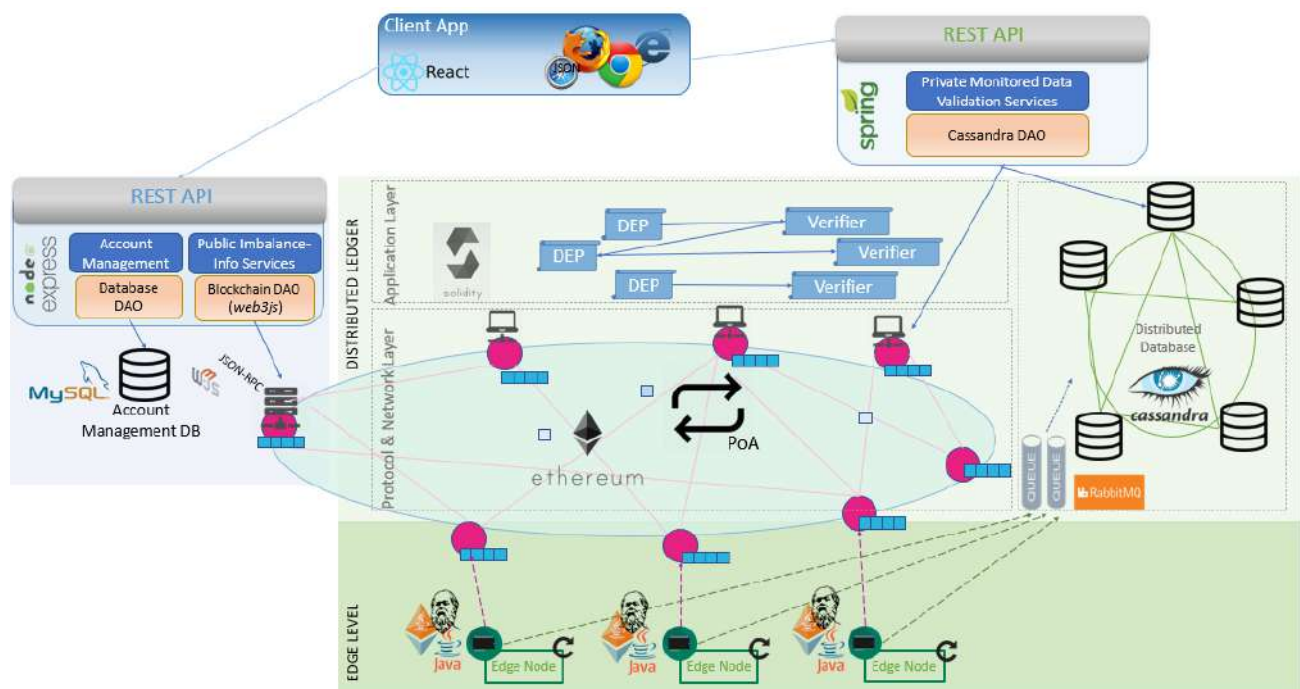 Client App
React
JSON
REST API
Private Monitored Data
Validation Services
Cassandra DAO
spring
REST API
node
express
Account
Management
Public Imbalance-
Info Services
Database
DAO
Blockchain DAO
(web3js)
MySQL
Account
Management DB
W3S
JSON-RPC
DISTRIBUTED LEDGER
Application Layer
solidity
DEP
Verifier
DEP
Verifier
DEP
Verifier
Protocol & Network Layer
ethereum
PoA
Distributed
Database
cassandra
QUEUE
QUEUE
RabbitMQ
EDGE LEVEL
Java
Edge Node
Java
Edge Node
Java
Edge Node